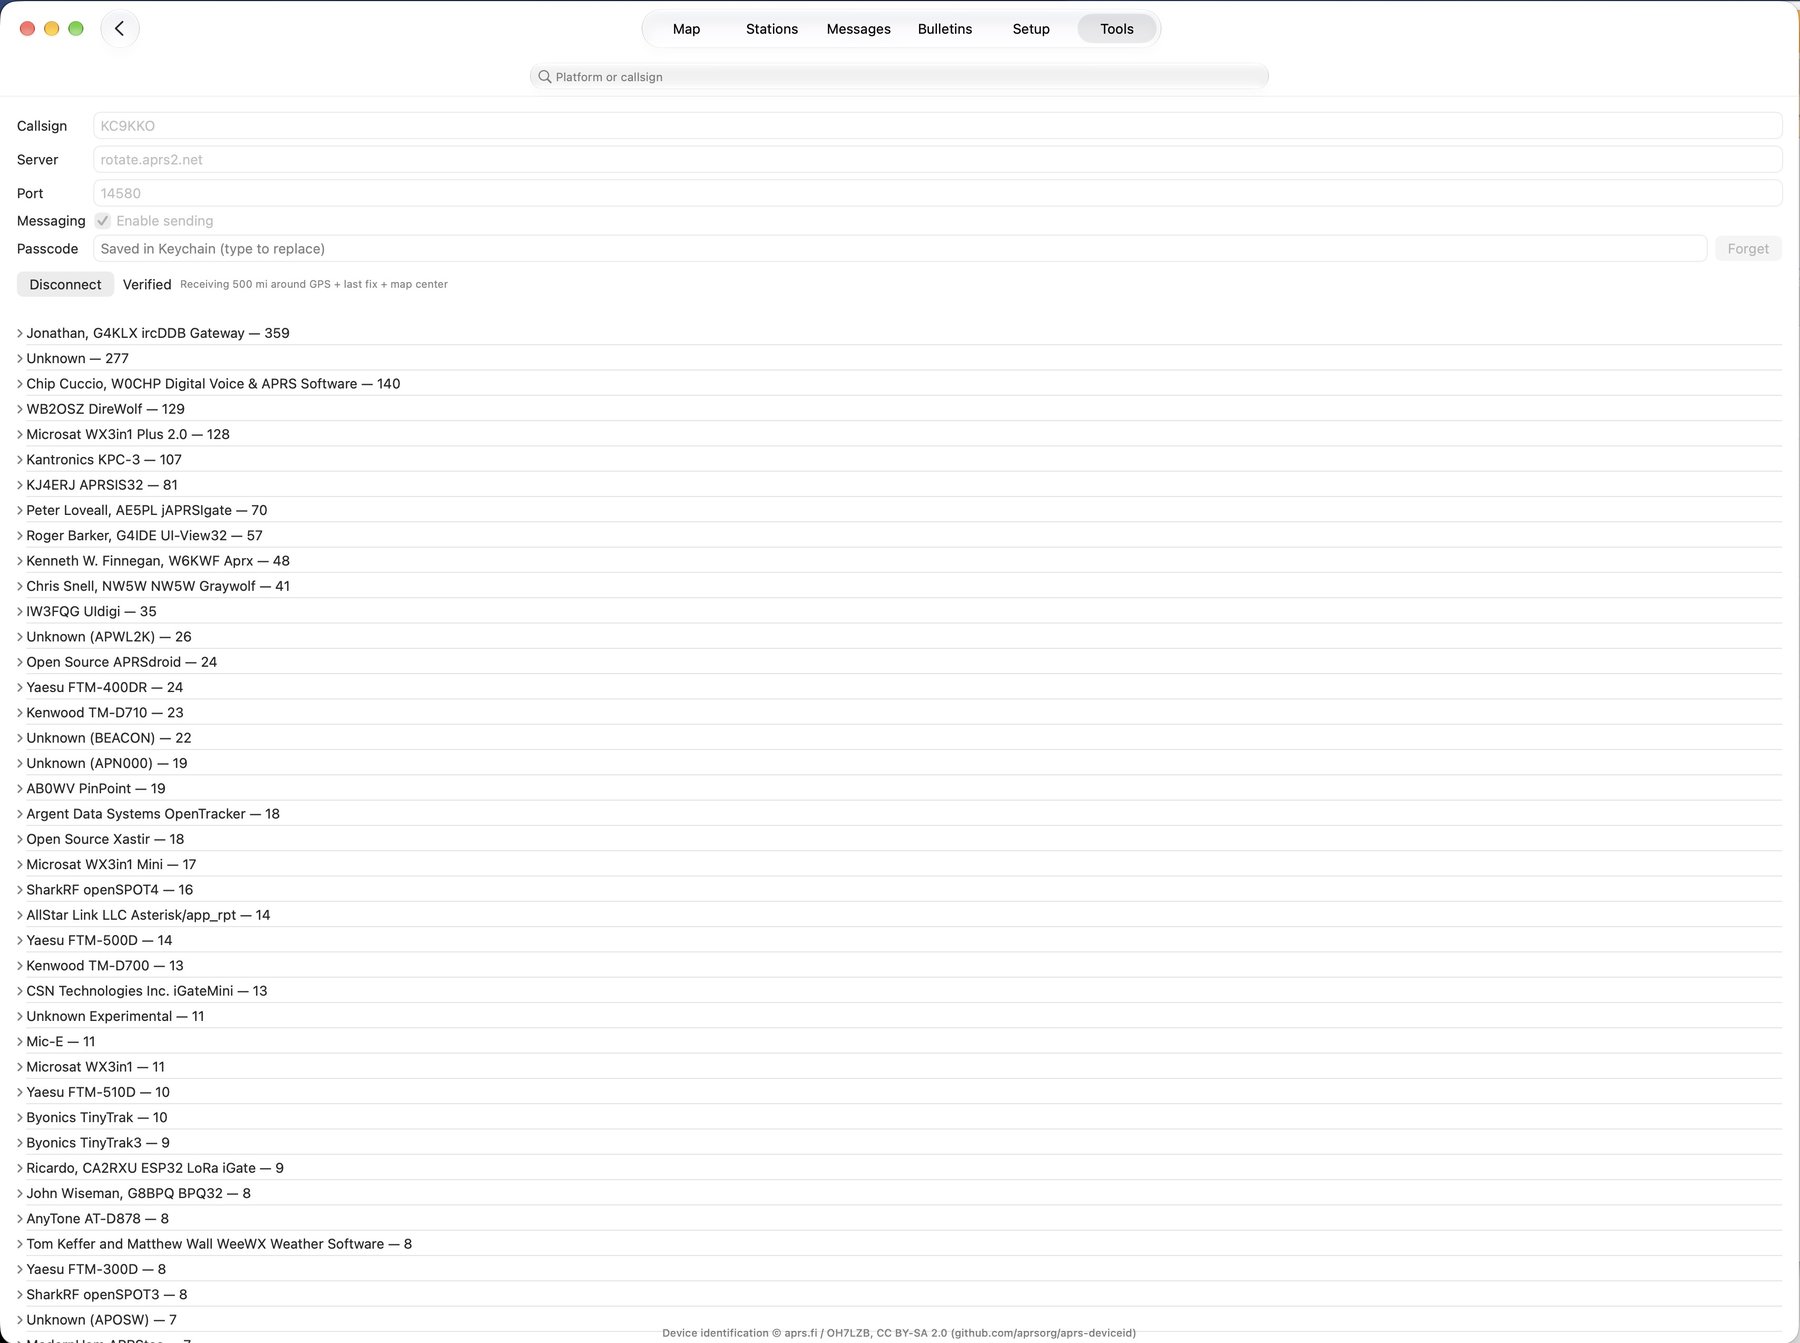 Map Stations Messages Bulletins Setup Tools
Platform or callsign
Callsign KC9KKO
Server rotate.aprs2.net
Port 14580
Messaging Enable sending
Passcode Saved in Keychain (type to replace) Forget
Disconnect Verified Receiving 500 mi around GPS + last fix + map center
Jonathan, G4KLX ircDDB Gateway — 359
Unknown — 277
Chip Cuccio, W0CHP Digital Voice & APRS Software — 140
WB2OSZ DireWolf — 129
Microsat WX3in1 Plus 2.0 — 128
Kantronics KPC-3 — 107
KJ4ERJ APRSIS32 — 81
Peter Loveall, AE5PL jAPRSIgate — 70
Roger Barker, G4IDE UI-View32 — 57
Kenneth W. Finnegan, W6KWF Aprx — 48
Chris Snell, NW5W NW5W Graywolf — 41
IW3FQG UIdigi — 35
Unknown (APWL2K) — 26
Open Source APRSdroid — 24
Yaesu FTM-400DR — 24
Kenwood TM-D710 — 23
Unknown (BEACON) — 22
Unknown (APN000) — 19
AB0WV PinPoint — 19
Argent Data Systems OpenTracker — 18
Open Source Xastir — 18
Microsat WX3in1 Mini — 17
SharkRF openSPOT4 — 16
AllStar Link LLC Asterisk/app_rpt — 14
Yaesu FTM-500D — 14
Kenwood TM-D700 — 13
CSN Technologies Inc. iGateMini — 13
Unknown Experimental — 11
Mic-E — 11
Microsat WX3in1 — 11
Yaesu FTM-510D — 10
Byonics TinyTrak — 10
Byonics TinyTrak3 — 9
Ricardo, CA2RXU ESP32 LoRa iGate — 9
John Wiseman, G8BPQ BPQ32 — 8
AnyTone AT-D878 — 8
Tom Keffer and Matthew Wall WeeWX Weather Software — 8
Yaesu FTM-300D — 8
SharkRF openSPOT3 — 8
Unknown (APOSW) — 7
Device identification © aprs.fi / OH7LZB, CC BY-SA 2.0 (github.com/aprsorg/aprs-deviceid)